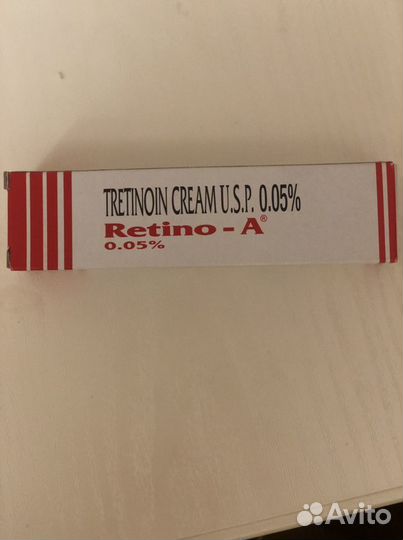 TRETINOIN CREAM U.S.P. 0.05%
Retino - A®
0.05%
Avito